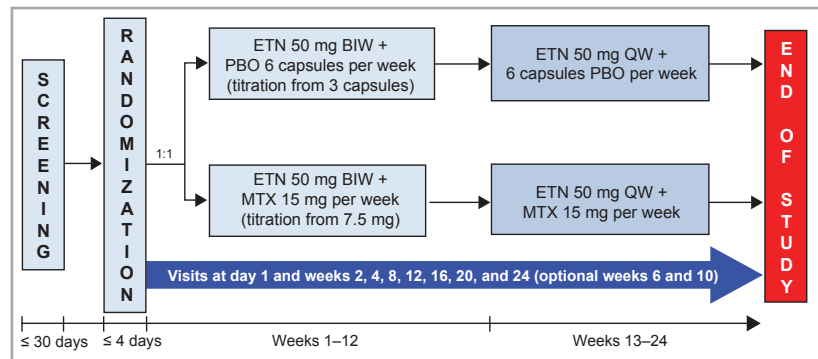 SCREENING
RANDOMIZATION
1:1
ETN 50 mg BIW +
PBO 6 capsules per week
(titration from 3 capsules)
ETN 50 mg QW +
6 capsules PBO per week
ETN 50 mg BIW +
MTX 15 mg per week
(titration from 7.5 mg)
ETN 50 mg QW +
MTX 15 mg per week
END OF STUDY
Visits at day 1 and weeks 2, 4, 8, 12, 16, 20, and 24 (optional weeks 6 and 10)
≤ 30 days
≤ 4 days
Weeks 1–12
Weeks 13–24